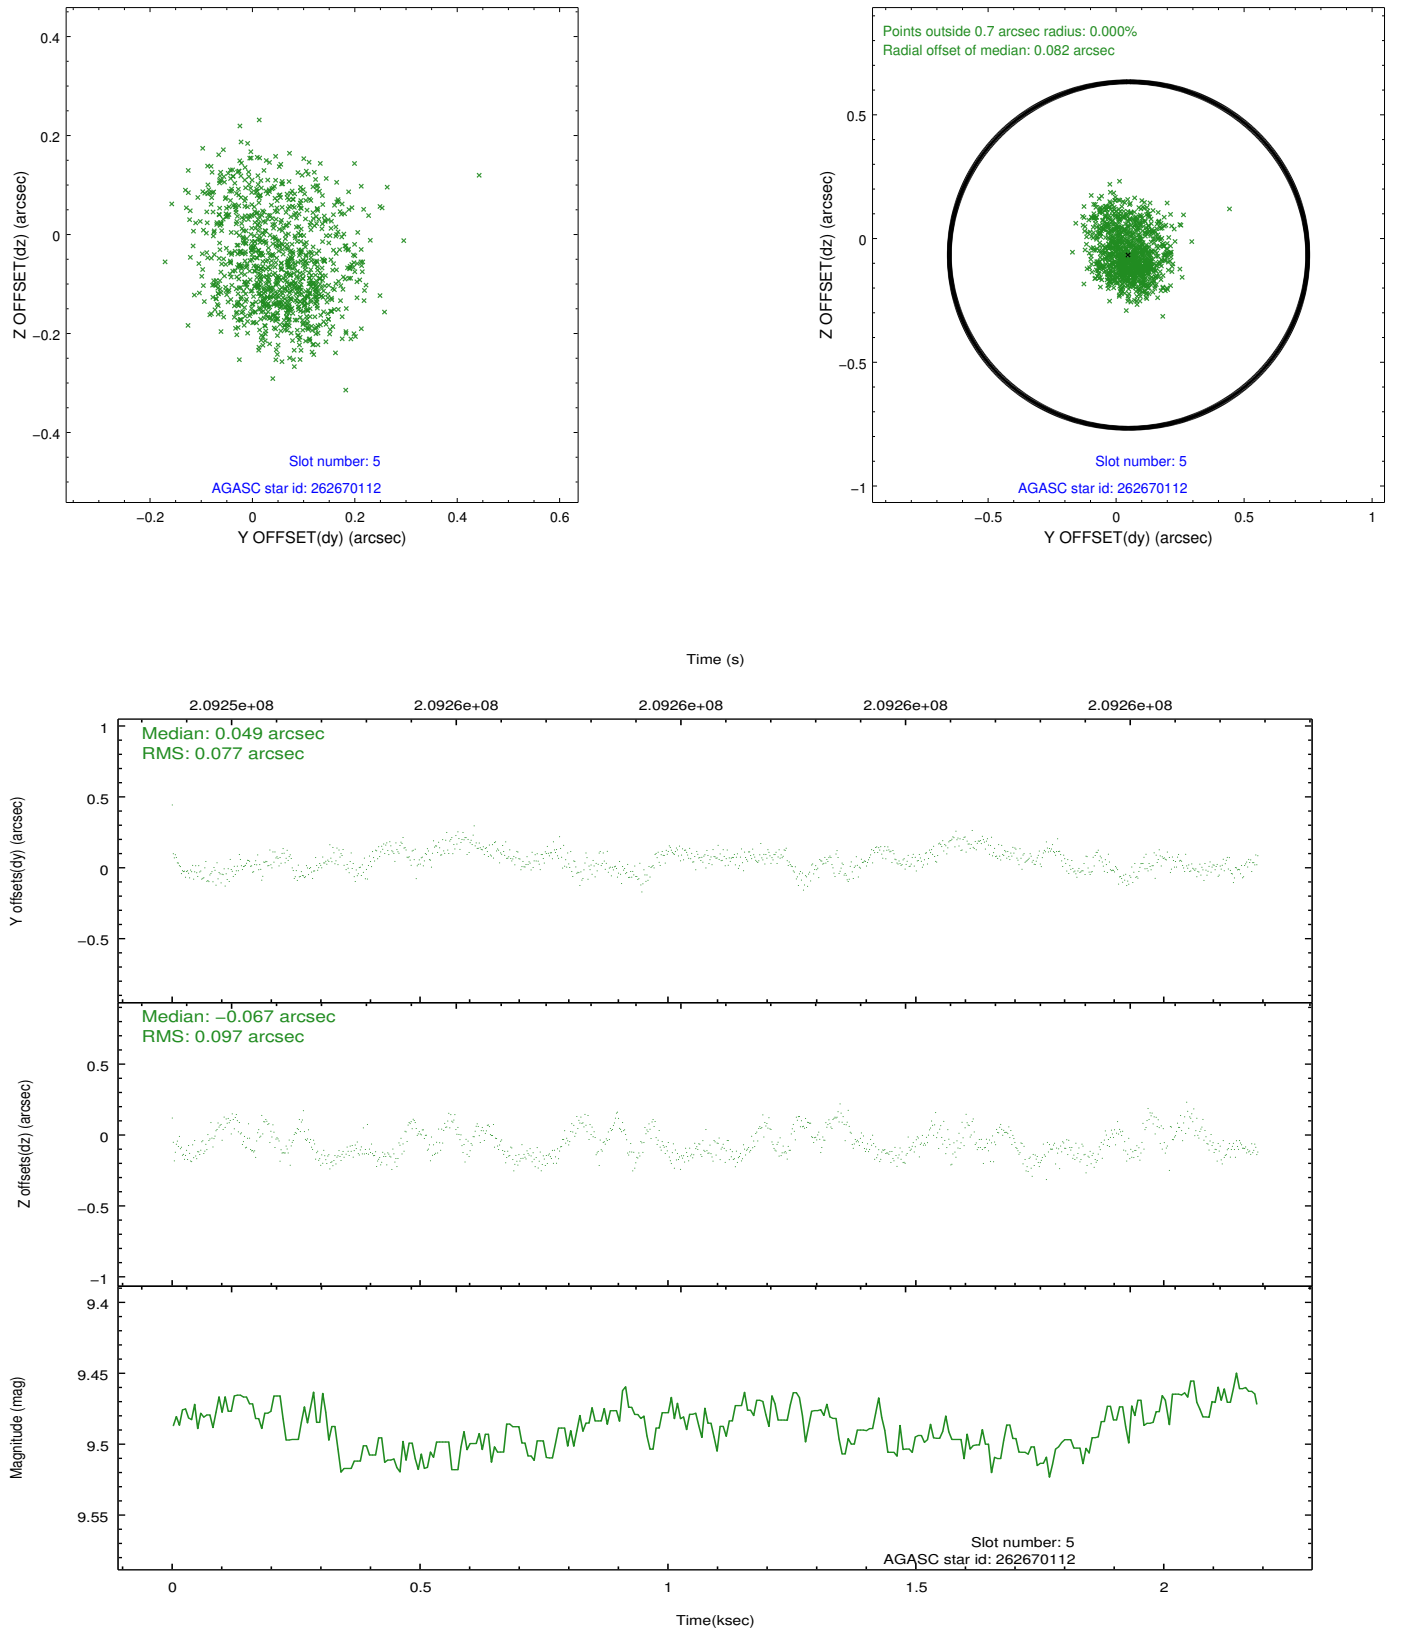 0.4
0.2
0
−0.2
−0.4
Z OFFSET(dz) (arcsec)
Slot number: 5
AGASC star id: 262670112
−0.2 0 0.2 0.4 0.6
Y OFFSET(dy) (arcsec)
Points outside 0.7 arcsec radius: 0.000%
Radial offset of median: 0.082 arcsec
0.5
0
−0.5
−1
Z OFFSET(dz) (arcsec)
Slot number: 5
AGASC star id: 262670112
−0.5 0 0.5 1
Y OFFSET(dy) (arcsec)
Time (s)
2.0925e+08 2.0926e+08 2.0926e+08 2.0926e+08 2.0926e+08
Median: 0.049 arcsec
RMS: 0.077 arcsec
1
0.5
0
−0.5
Y offsets(dy) (arcsec)
Median: −0.067 arcsec
RMS: 0.097 arcsec
0.5
0
−0.5
−1
Z offsets(dz) (arcsec)
9.4
9.45
9.5
9.55
Magnitude (mag)
Slot number: 5
AGASC star id: 262670112
0 0.5 1 1.5 2
Time(ksec)